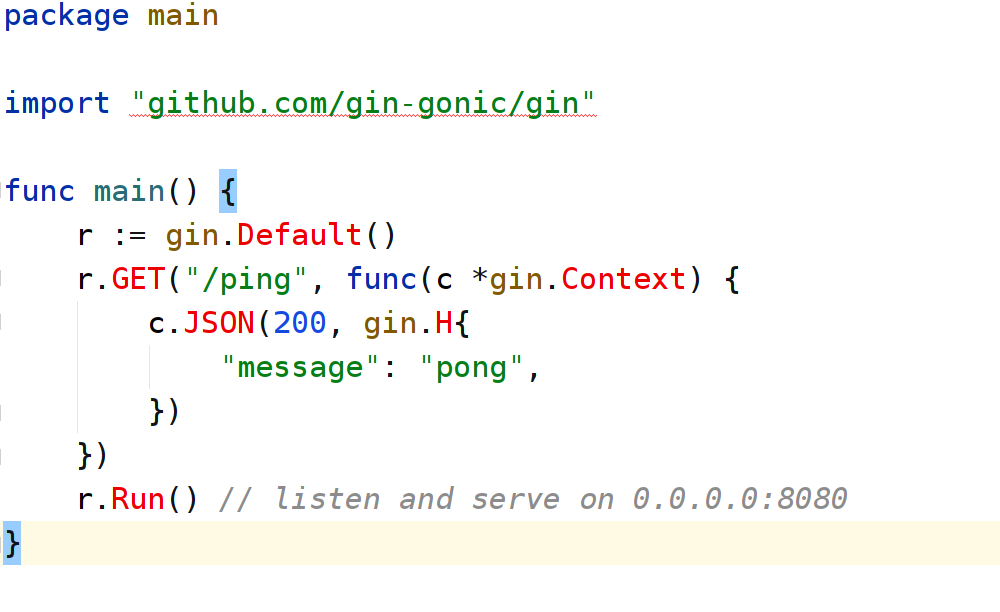 package main
import "github.com/gin-gonic/gin"
func main() {
    r := gin.Default()
    r.GET("/ping", func(c *gin.Context) {
        c.JSON(200, gin.H{
            "message": "pong",
        })
    })
    r.Run() // listen and serve on 0.0.0.0:8080
}